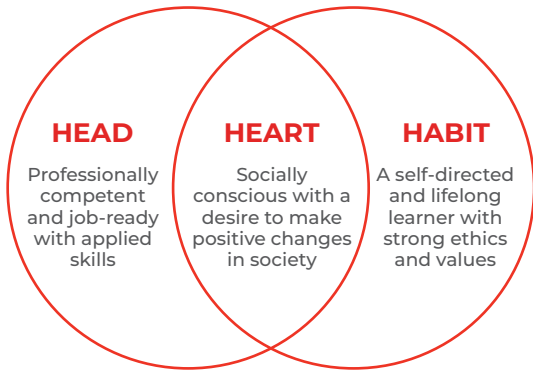 HEAD
Professionally
competent
and job-ready
with applied
skills
HEART
Socially
conscious with a
desire to make
positive changes
in society
HABIT
A self-directed
and lifelong
learner with
strong ethics
and values